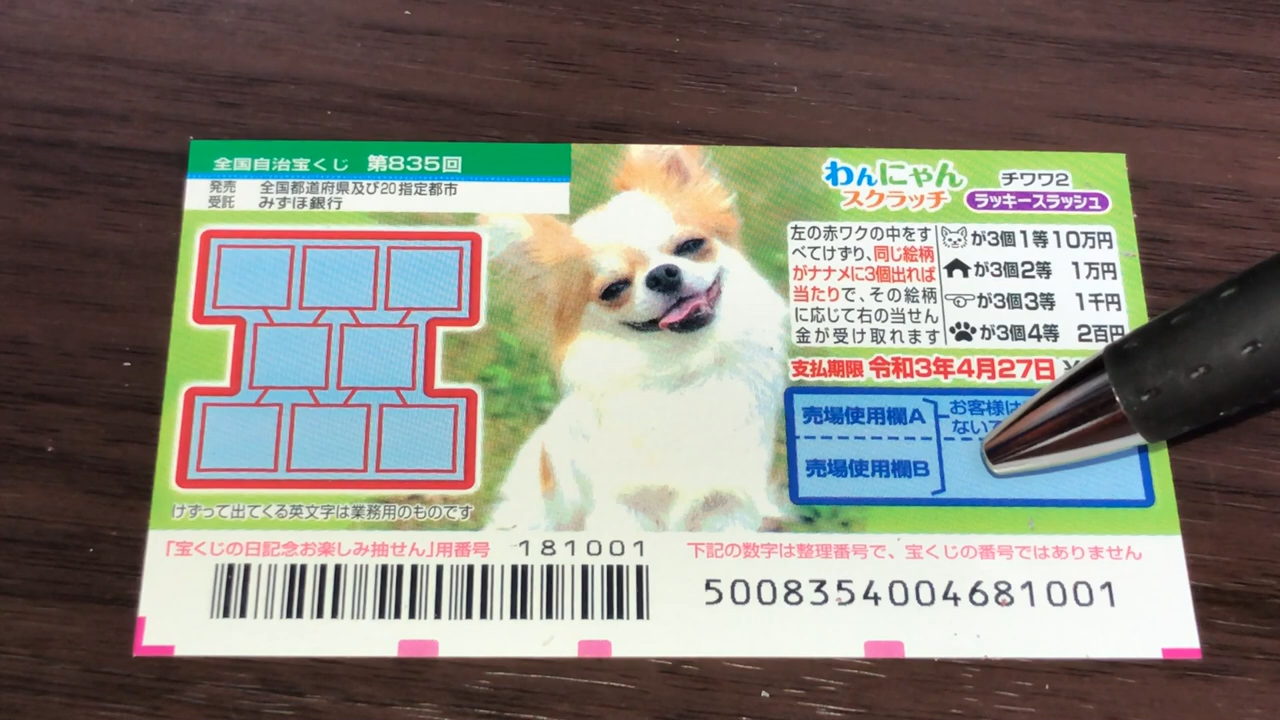 全国自治宝くじ 第835回
発売 全国都道府県及び20指定都市
受託 みずほ銀行
わんにゃん
スクラッチ
チワワ2
ラッキースラッシュ
左の赤ワクの中をす
べてけずり、同じ絵柄
がナナメに3個出れば
当たりで、その絵柄
に応じて右の当せん
金が受け取れます
が3個1等10万円
が3個2等 1万円
が3個3等 1千円
が3個4等 2百円
支払期限 令和3年4月27日
売場使用欄A
売場使用欄B
お客様は
ないで
けずって出てくる英文字は業務用のものです
「宝くじの日記念お楽しみ抽せん」用番号 181001
下記の数字は整理番号で、宝くじの番号ではありません
5008354004681001